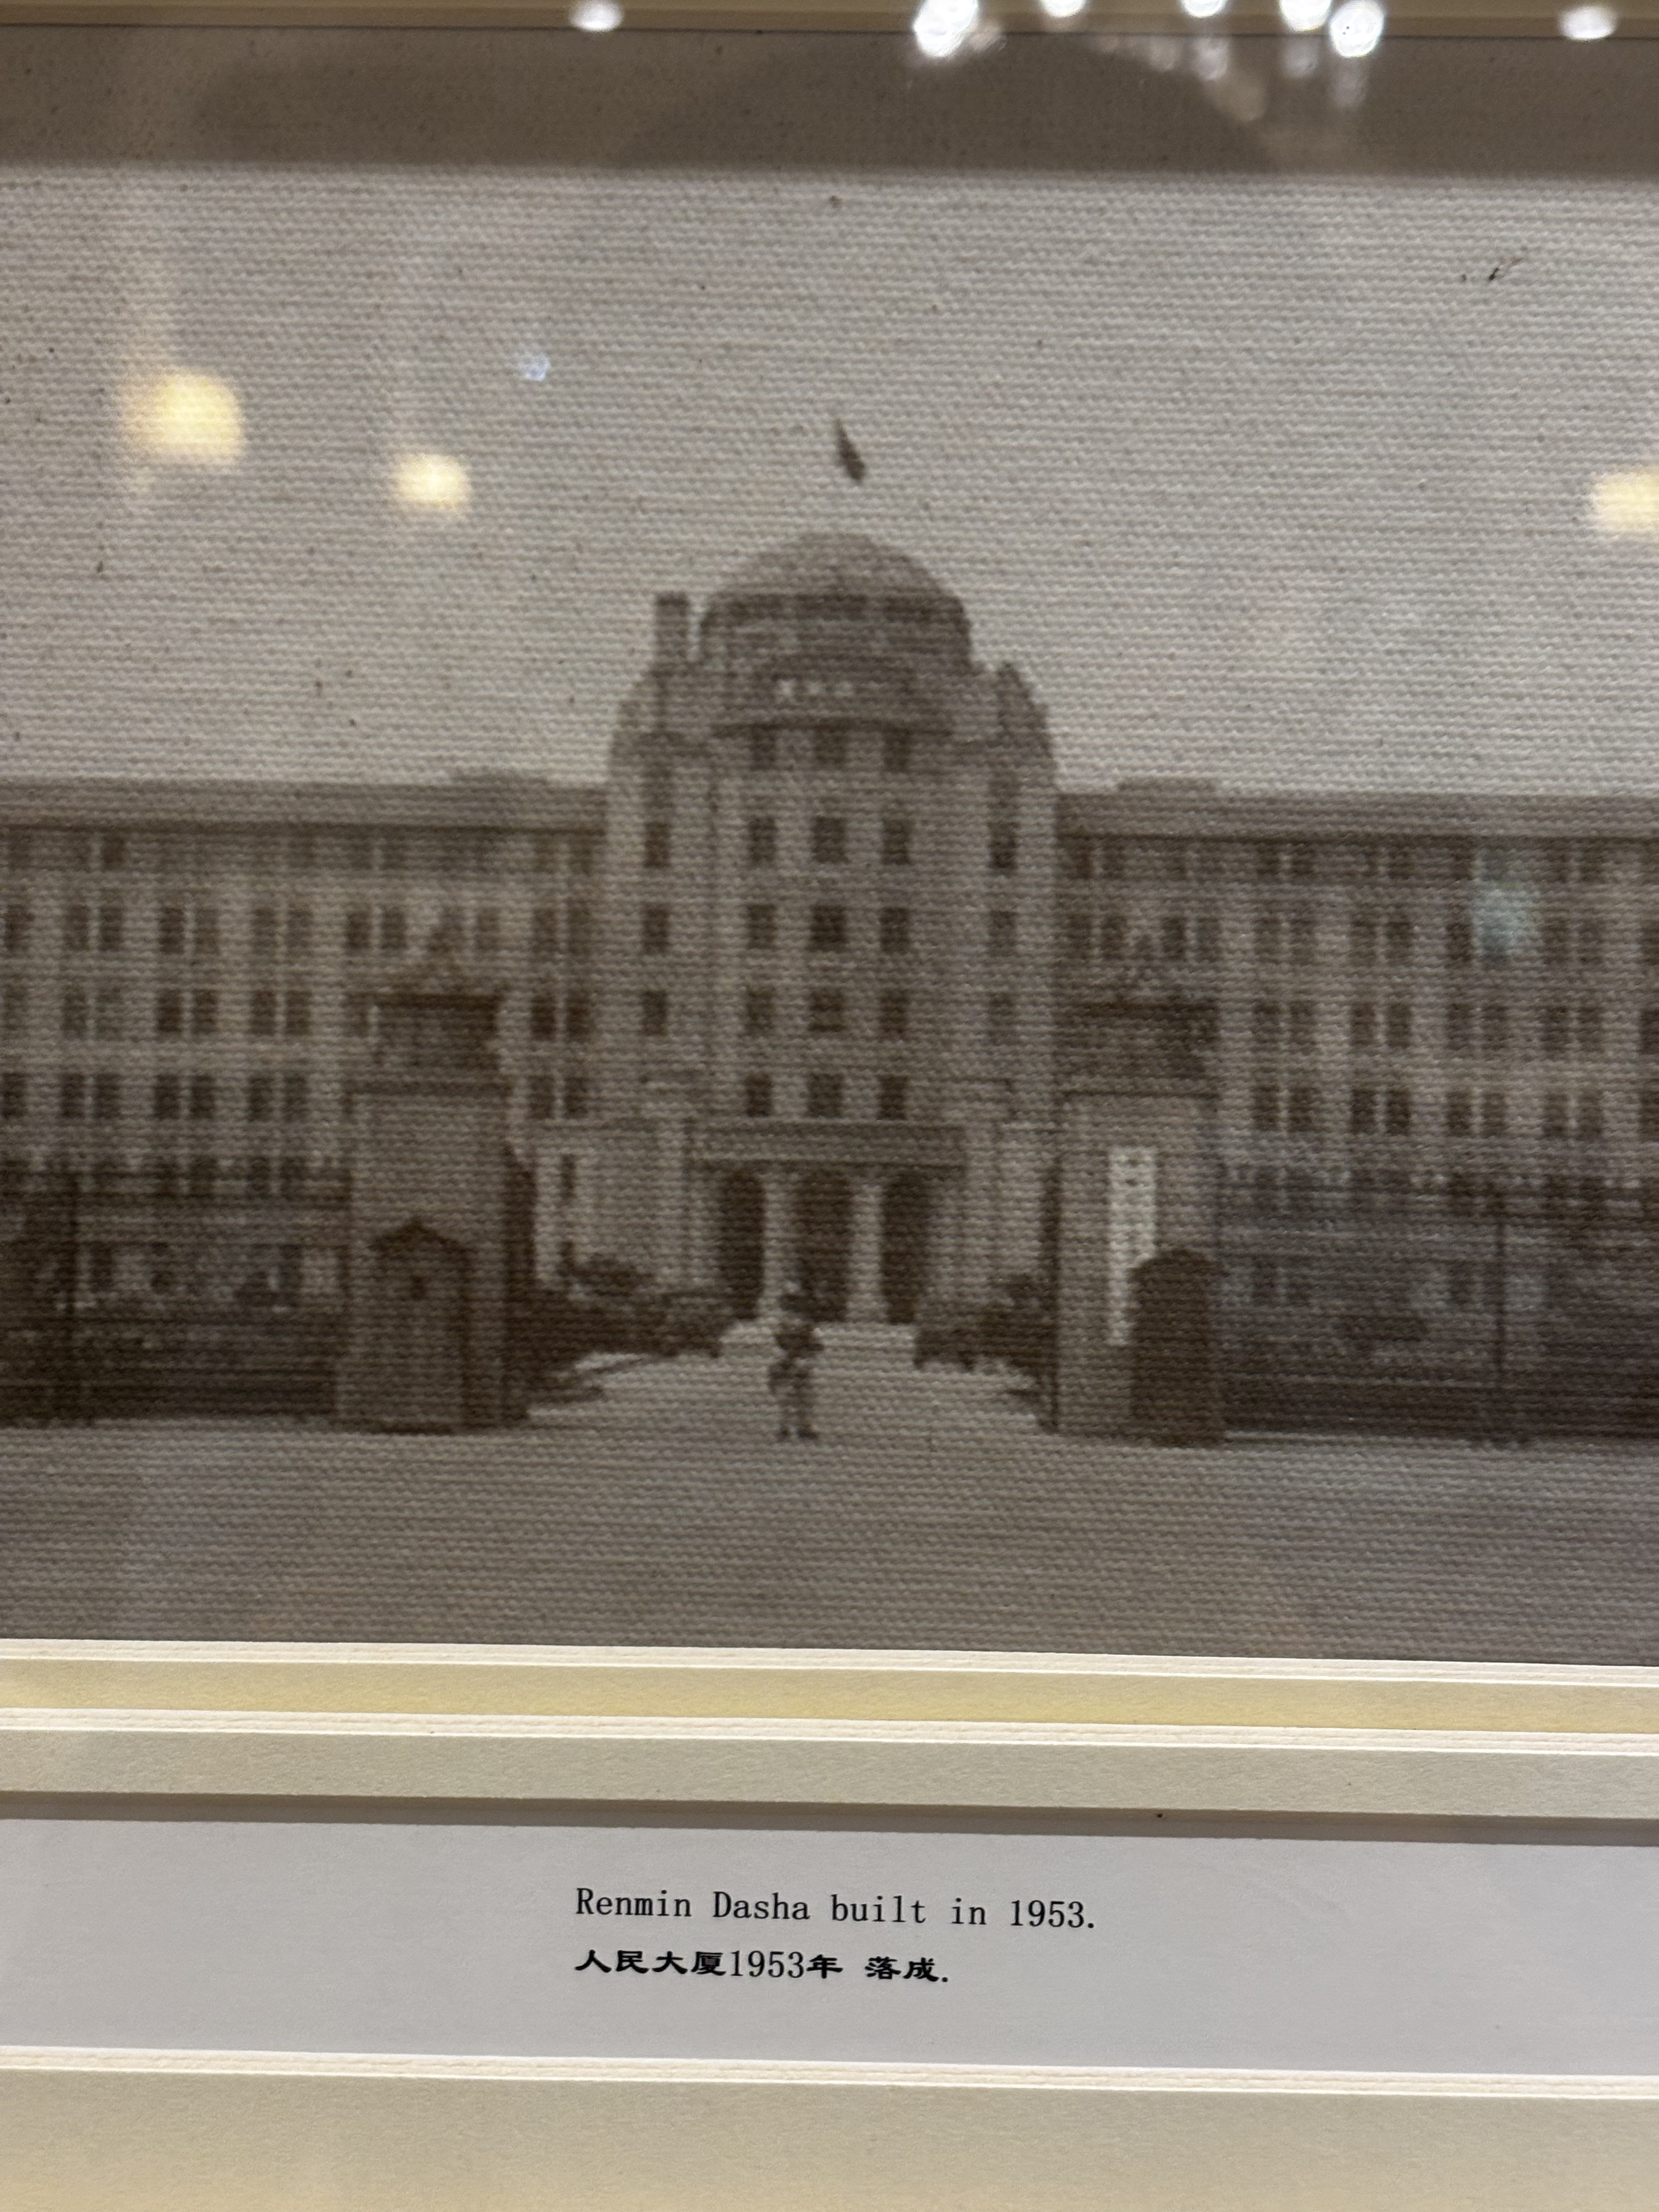 Renmin Dasha built in 1953.
人民大厦1953年 落成.